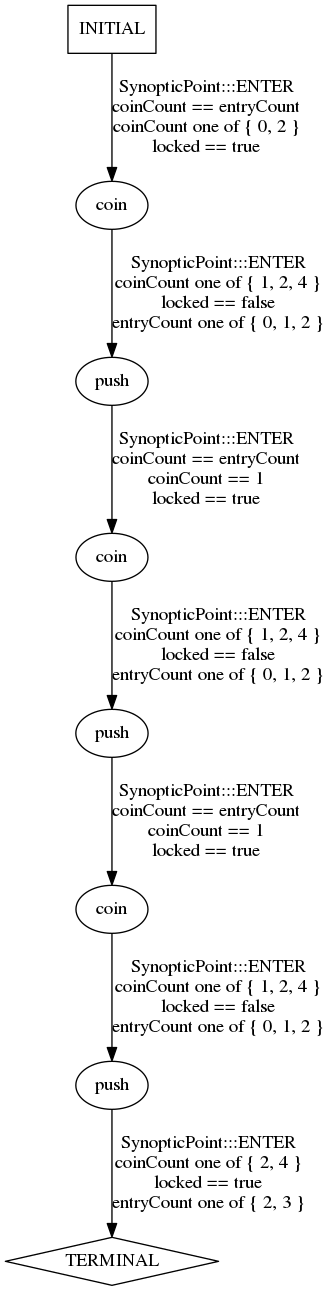 INITIAL
SynopticPoint:::ENTER
coinCount == entryCount
coinCount one of { 0, 2 }
locked == true
coin
SynopticPoint:::ENTER
coinCount one of { 1, 2, 4 }
locked == false
entryCount one of { 0, 1, 2 }
push
SynopticPoint:::ENTER
coinCount == entryCount
coinCount == 1
locked == true
coin
SynopticPoint:::ENTER
coinCount one of { 1, 2, 4 }
locked == false
entryCount one of { 0, 1, 2 }
push
SynopticPoint:::ENTER
coinCount == entryCount
coinCount == 1
locked == true
coin
SynopticPoint:::ENTER
coinCount one of { 1, 2, 4 }
locked == false
entryCount one of { 0, 1, 2 }
push
SynopticPoint:::ENTER
coinCount one of { 2, 4 }
locked == true
entryCount one of { 2, 3 }
TERMINAL